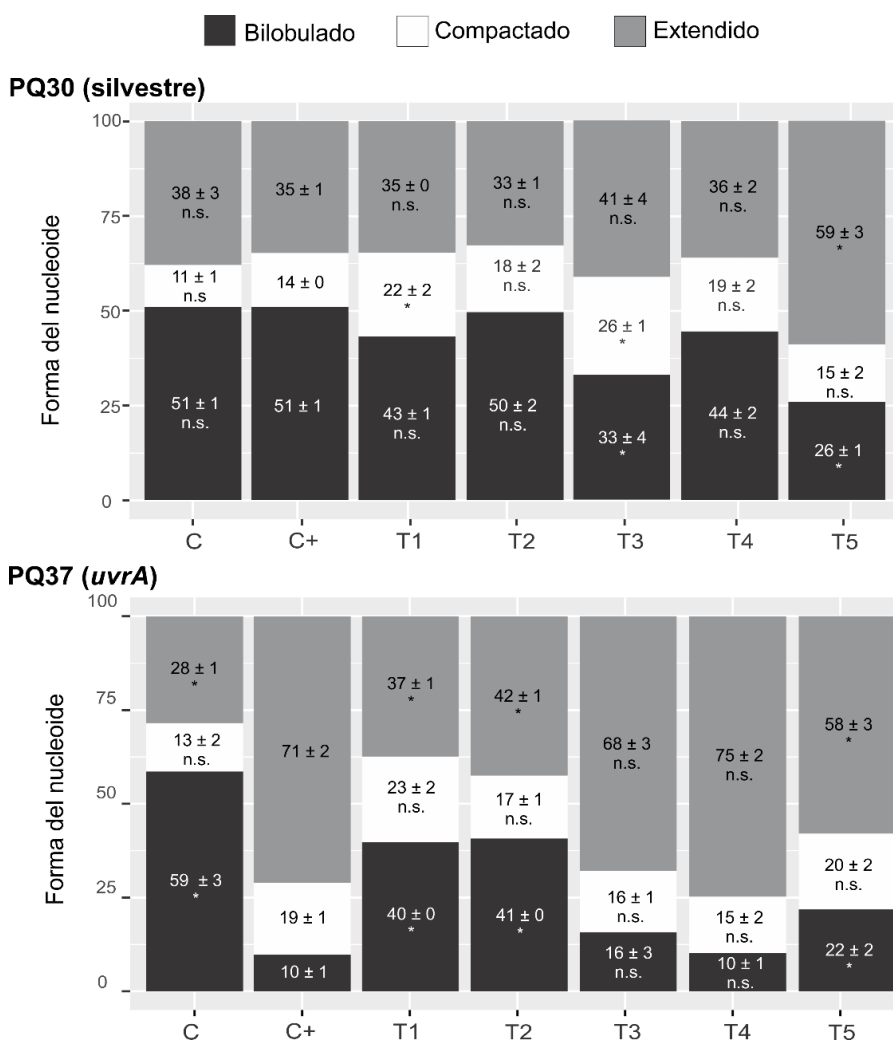 Bilobulado Compactado Extendido
PQ30 (silvestre)
Forma del nucleoide
100
75
50
25
0
38 ± 3
n.s.
11 ± 1
n.s
51 ± 1
n.s.
35 ± 1
14 ± 0
51 ± 1
35 ± 0
n.s.
22 ± 2
*
43 ± 1
n.s.
33 ± 1
n.s.
18 ± 2
n.s.
50 ± 2
n.s.
41 ± 4
n.s.
26 ± 1
*
33 ± 4
*
36 ± 2
n.s.
19 ± 2
n.s.
44 ± 2
n.s.
59 ± 3
*
15 ± 2
n.s.
26 ± 1
*
C C+ T1 T2 T3 T4 T5
PQ37 (uvrA)
Forma del nucleoide
100
75
50
25
0
28 ± 1
*
13 ± 2
n.s.
59 ± 3
*
71 ± 2
19 ± 1
10 ± 1
37 ± 1
*
23 ± 2
n.s.
40 ± 0
*
42 ± 1
*
17 ± 1
n.s.
41 ± 0
*
68 ± 3
n.s.
16 ± 1
n.s.
16 ± 3
n.s.
75 ± 2
n.s.
15 ± 2
n.s.
10 ± 1
n.s.
58 ± 3
*
20 ± 2
n.s.
22 ± 2
*
C C+ T1 T2 T3 T4 T5